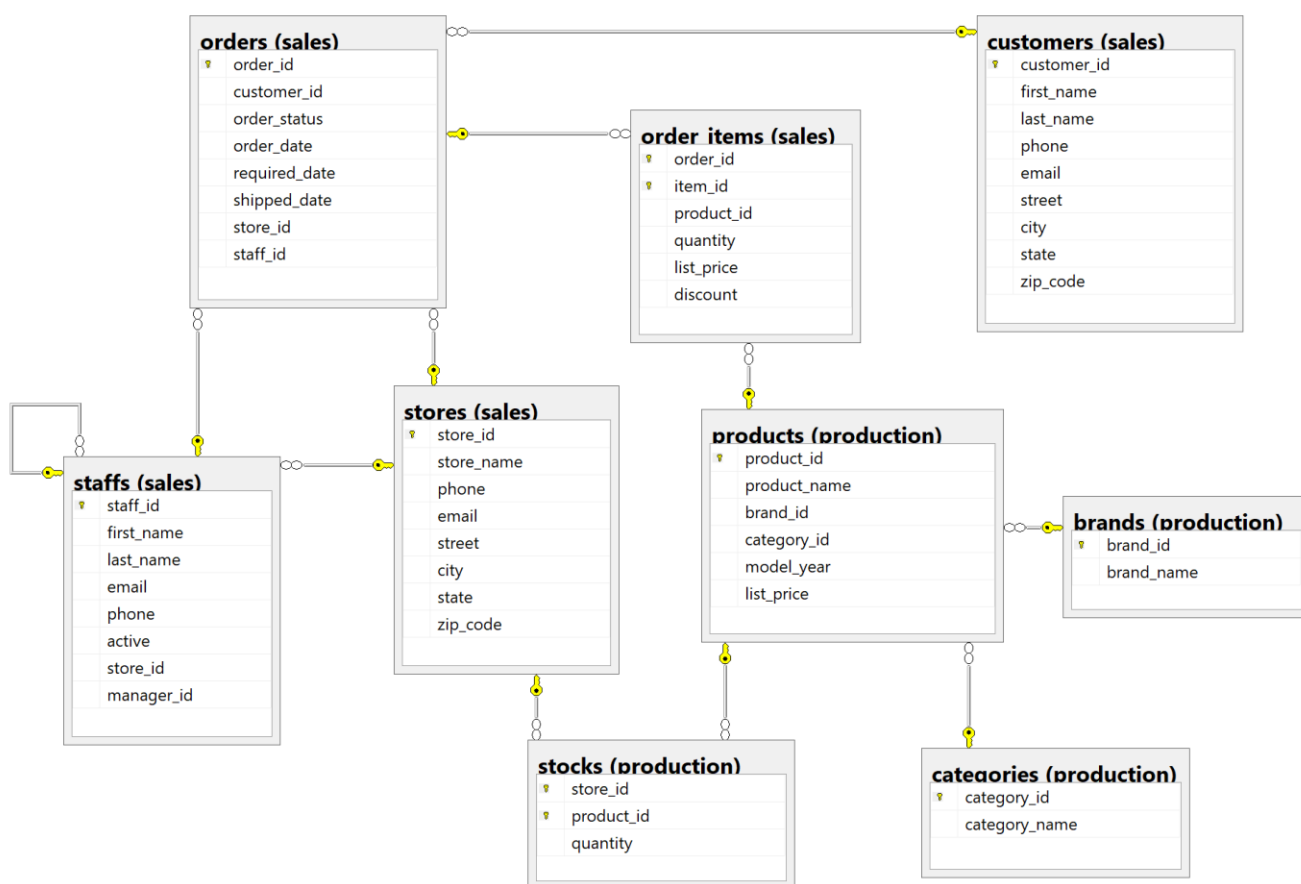 orders (sales)
order_id
customer_id
order_status
order_date
required_date
shipped_date
store_id
staff_id
customers (sales)
customer_id
first_name
last_name
phone
email
street
city
state
zip_code
order_items (sales)
order_id
item_id
product_id
quantity
list_price
discount
staffs (sales)
staff_id
first_name
last_name
email
phone
active
store_id
manager_id
stores (sales)
store_id
store_name
phone
email
street
city
state
zip_code
products (production)
product_id
product_name
brand_id
category_id
model_year
list_price
brands (production)
brand_id
brand_name
stocks (production)
store_id
product_id
quantity
categories (production)
category_id
category_name